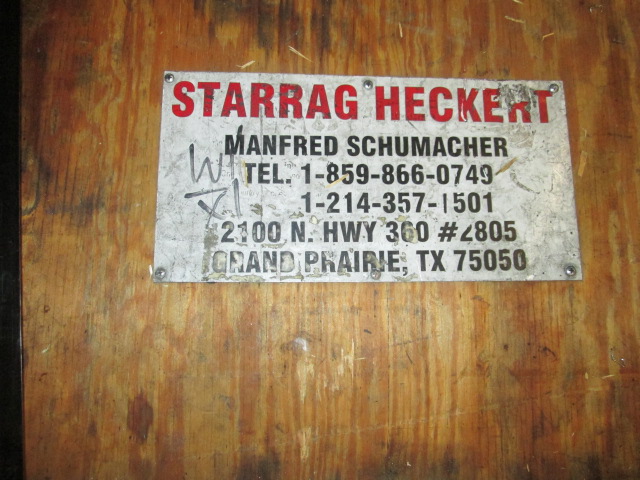 STARRAG HECKERT
MANFRED SCHUMACHER
TEL. 1-859-866-0749
1-214-357-1501
2100 N. HWY 360 #2805
GRAND PRAIRIE, TX 75050